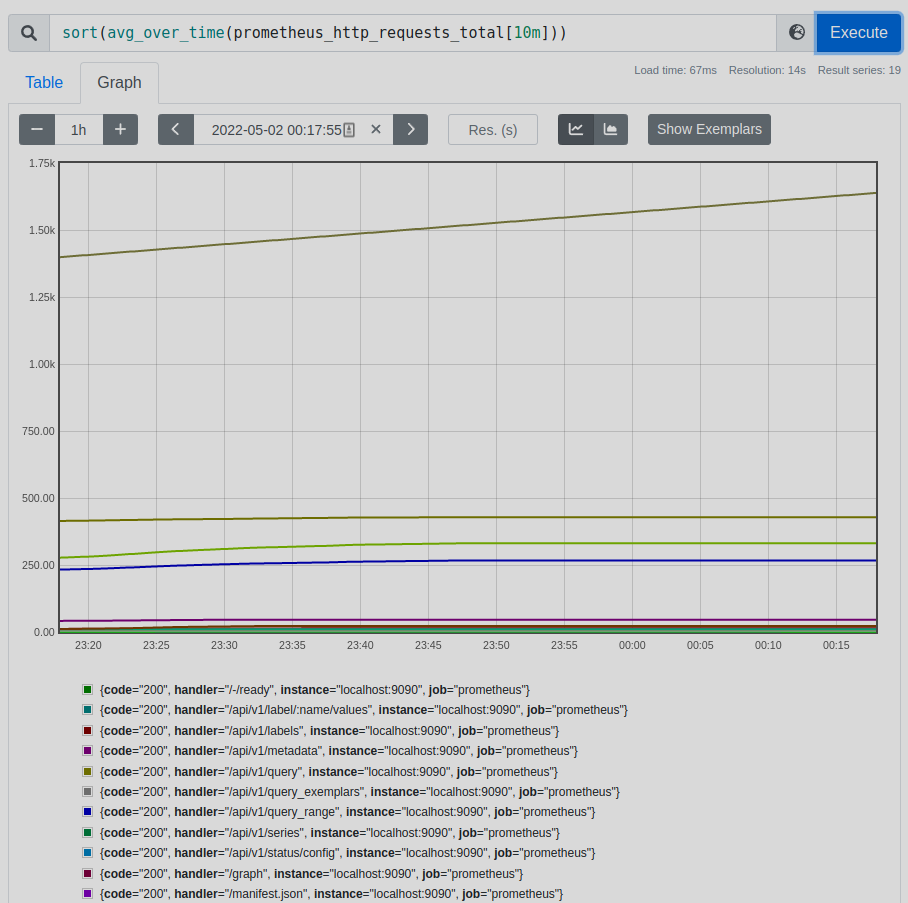 sort(avg_over_time(prometheus_http_requests_total[10m]))
Execute
Load time: 67ms Resolution: 14s Result series: 19
Table Graph
1h
2022-05-02 00:17:55
Res. (s)
Show Exemplars
1.75k
1.50k
1.25k
1.00k
750.00
500.00
250.00
0.00
23:20 23:25 23:30 23:35 23:40 23:45 23:50 23:55 00:00 00:05 00:10 00:15
{code="200", handler="/-/ready", instance="localhost:9090", job="prometheus"}
{code="200", handler="/api/v1/label/:name/values", instance="localhost:9090", job="prometheus"}
{code="200", handler="/api/v1/labels", instance="localhost:9090", job="prometheus"}
{code="200", handler="/api/v1/metadata", instance="localhost:9090", job="prometheus"}
{code="200", handler="/api/v1/query", instance="localhost:9090", job="prometheus"}
{code="200", handler="/api/v1/query_exemplars", instance="localhost:9090", job="prometheus"}
{code="200", handler="/api/v1/query_range", instance="localhost:9090", job="prometheus"}
{code="200", handler="/api/v1/series", instance="localhost:9090", job="prometheus"}
{code="200", handler="/api/v1/status/config", instance="localhost:9090", job="prometheus"}
{code="200", handler="/graph", instance="localhost:9090", job="prometheus"}
{code="200", handler="/manifest.json", instance="localhost:9090", job="prometheus"}